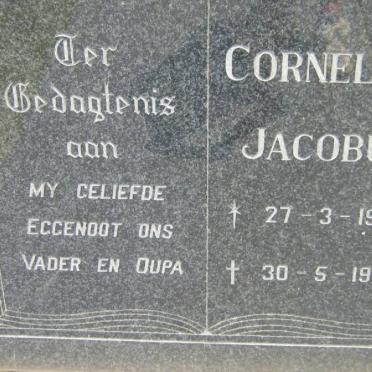 Ter
Gedagtenis
aan
MY GELIEFDE
EGGENOOT ONS
VADER EN OUPA
CORNEL
JACOBU
27 - 3 - 19
† 30 - 5 - 19